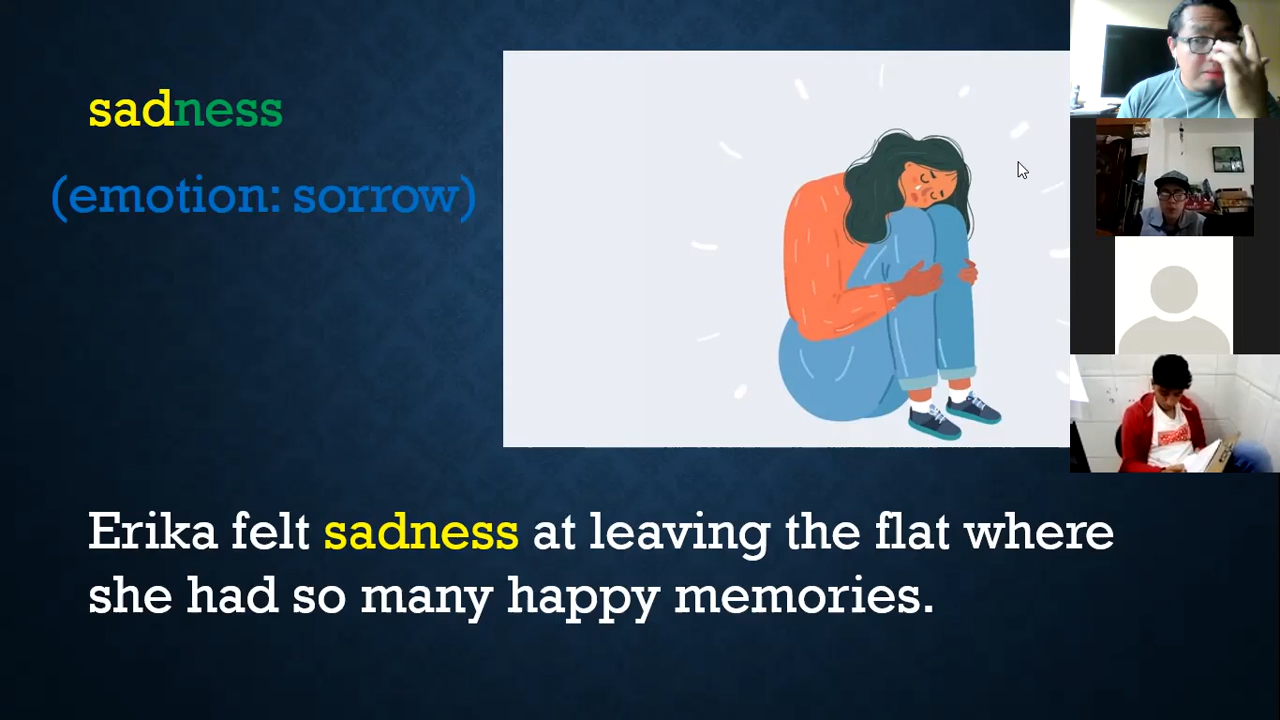 sadness
(emotion: sorrow)
Erika felt sadness at leaving the flat where
she had so many happy memories.